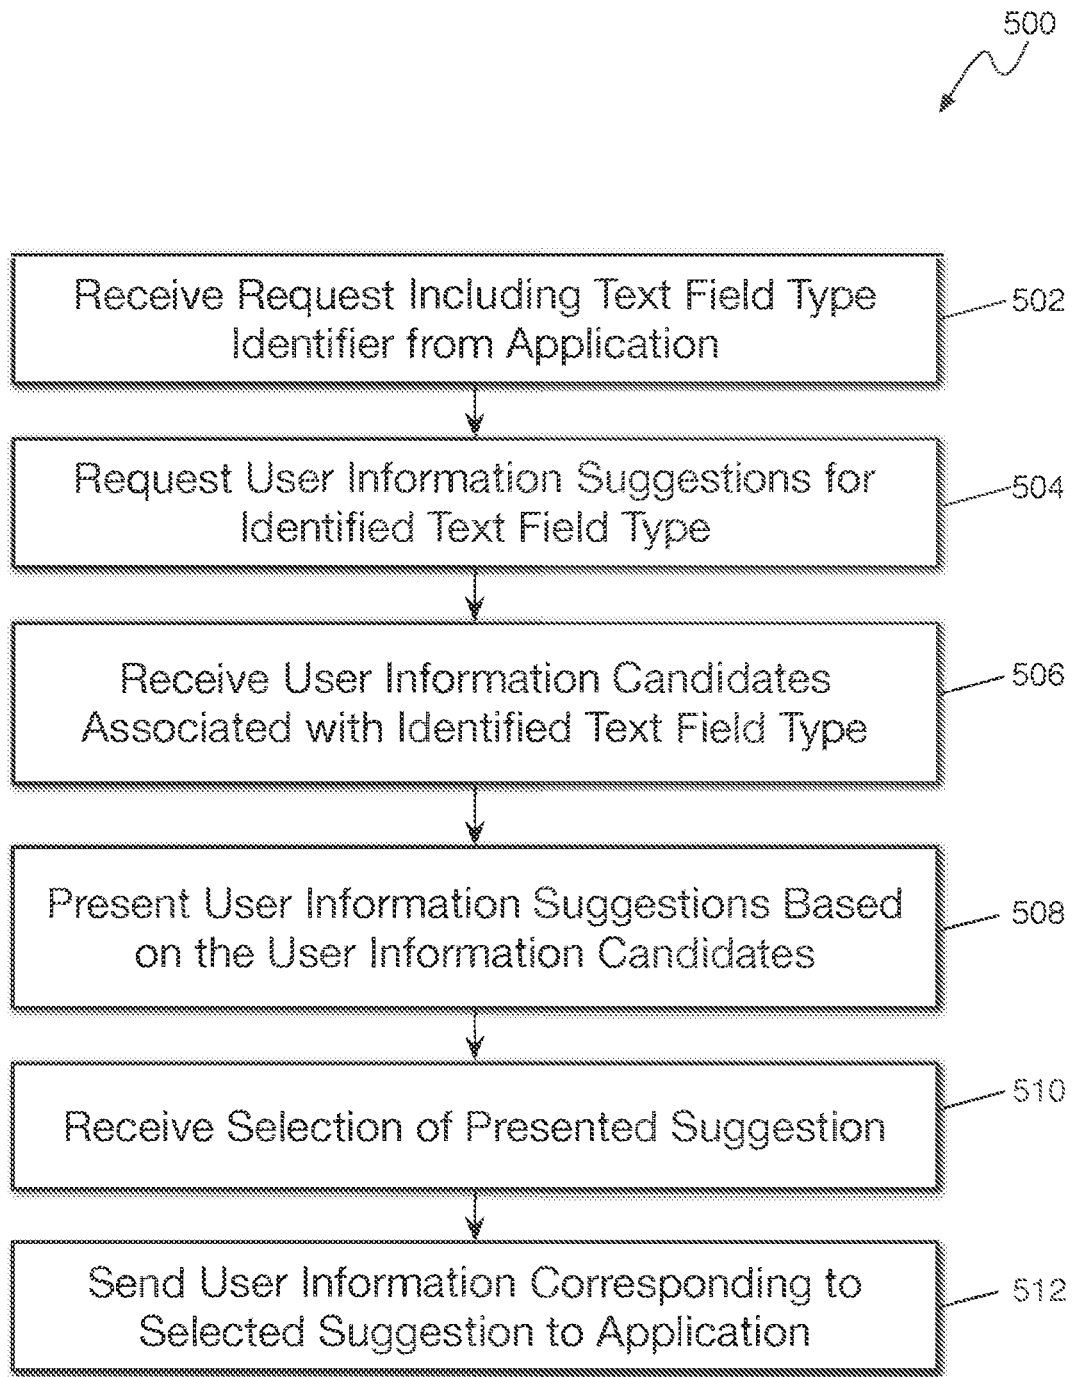 500
Receive Request Including Text Field Type
Identifier from Application
502
Request User Information Suggestions for
Identified Text Field Type
504
Receive User Information Candidates
Associated with Identified Text Field Type
506
Present User Information Suggestions Based
on the User Information Candidates
508
Receive Selection of Presented Suggestion
510
Send User Information Corresponding to
Selected Suggestion to Application
512